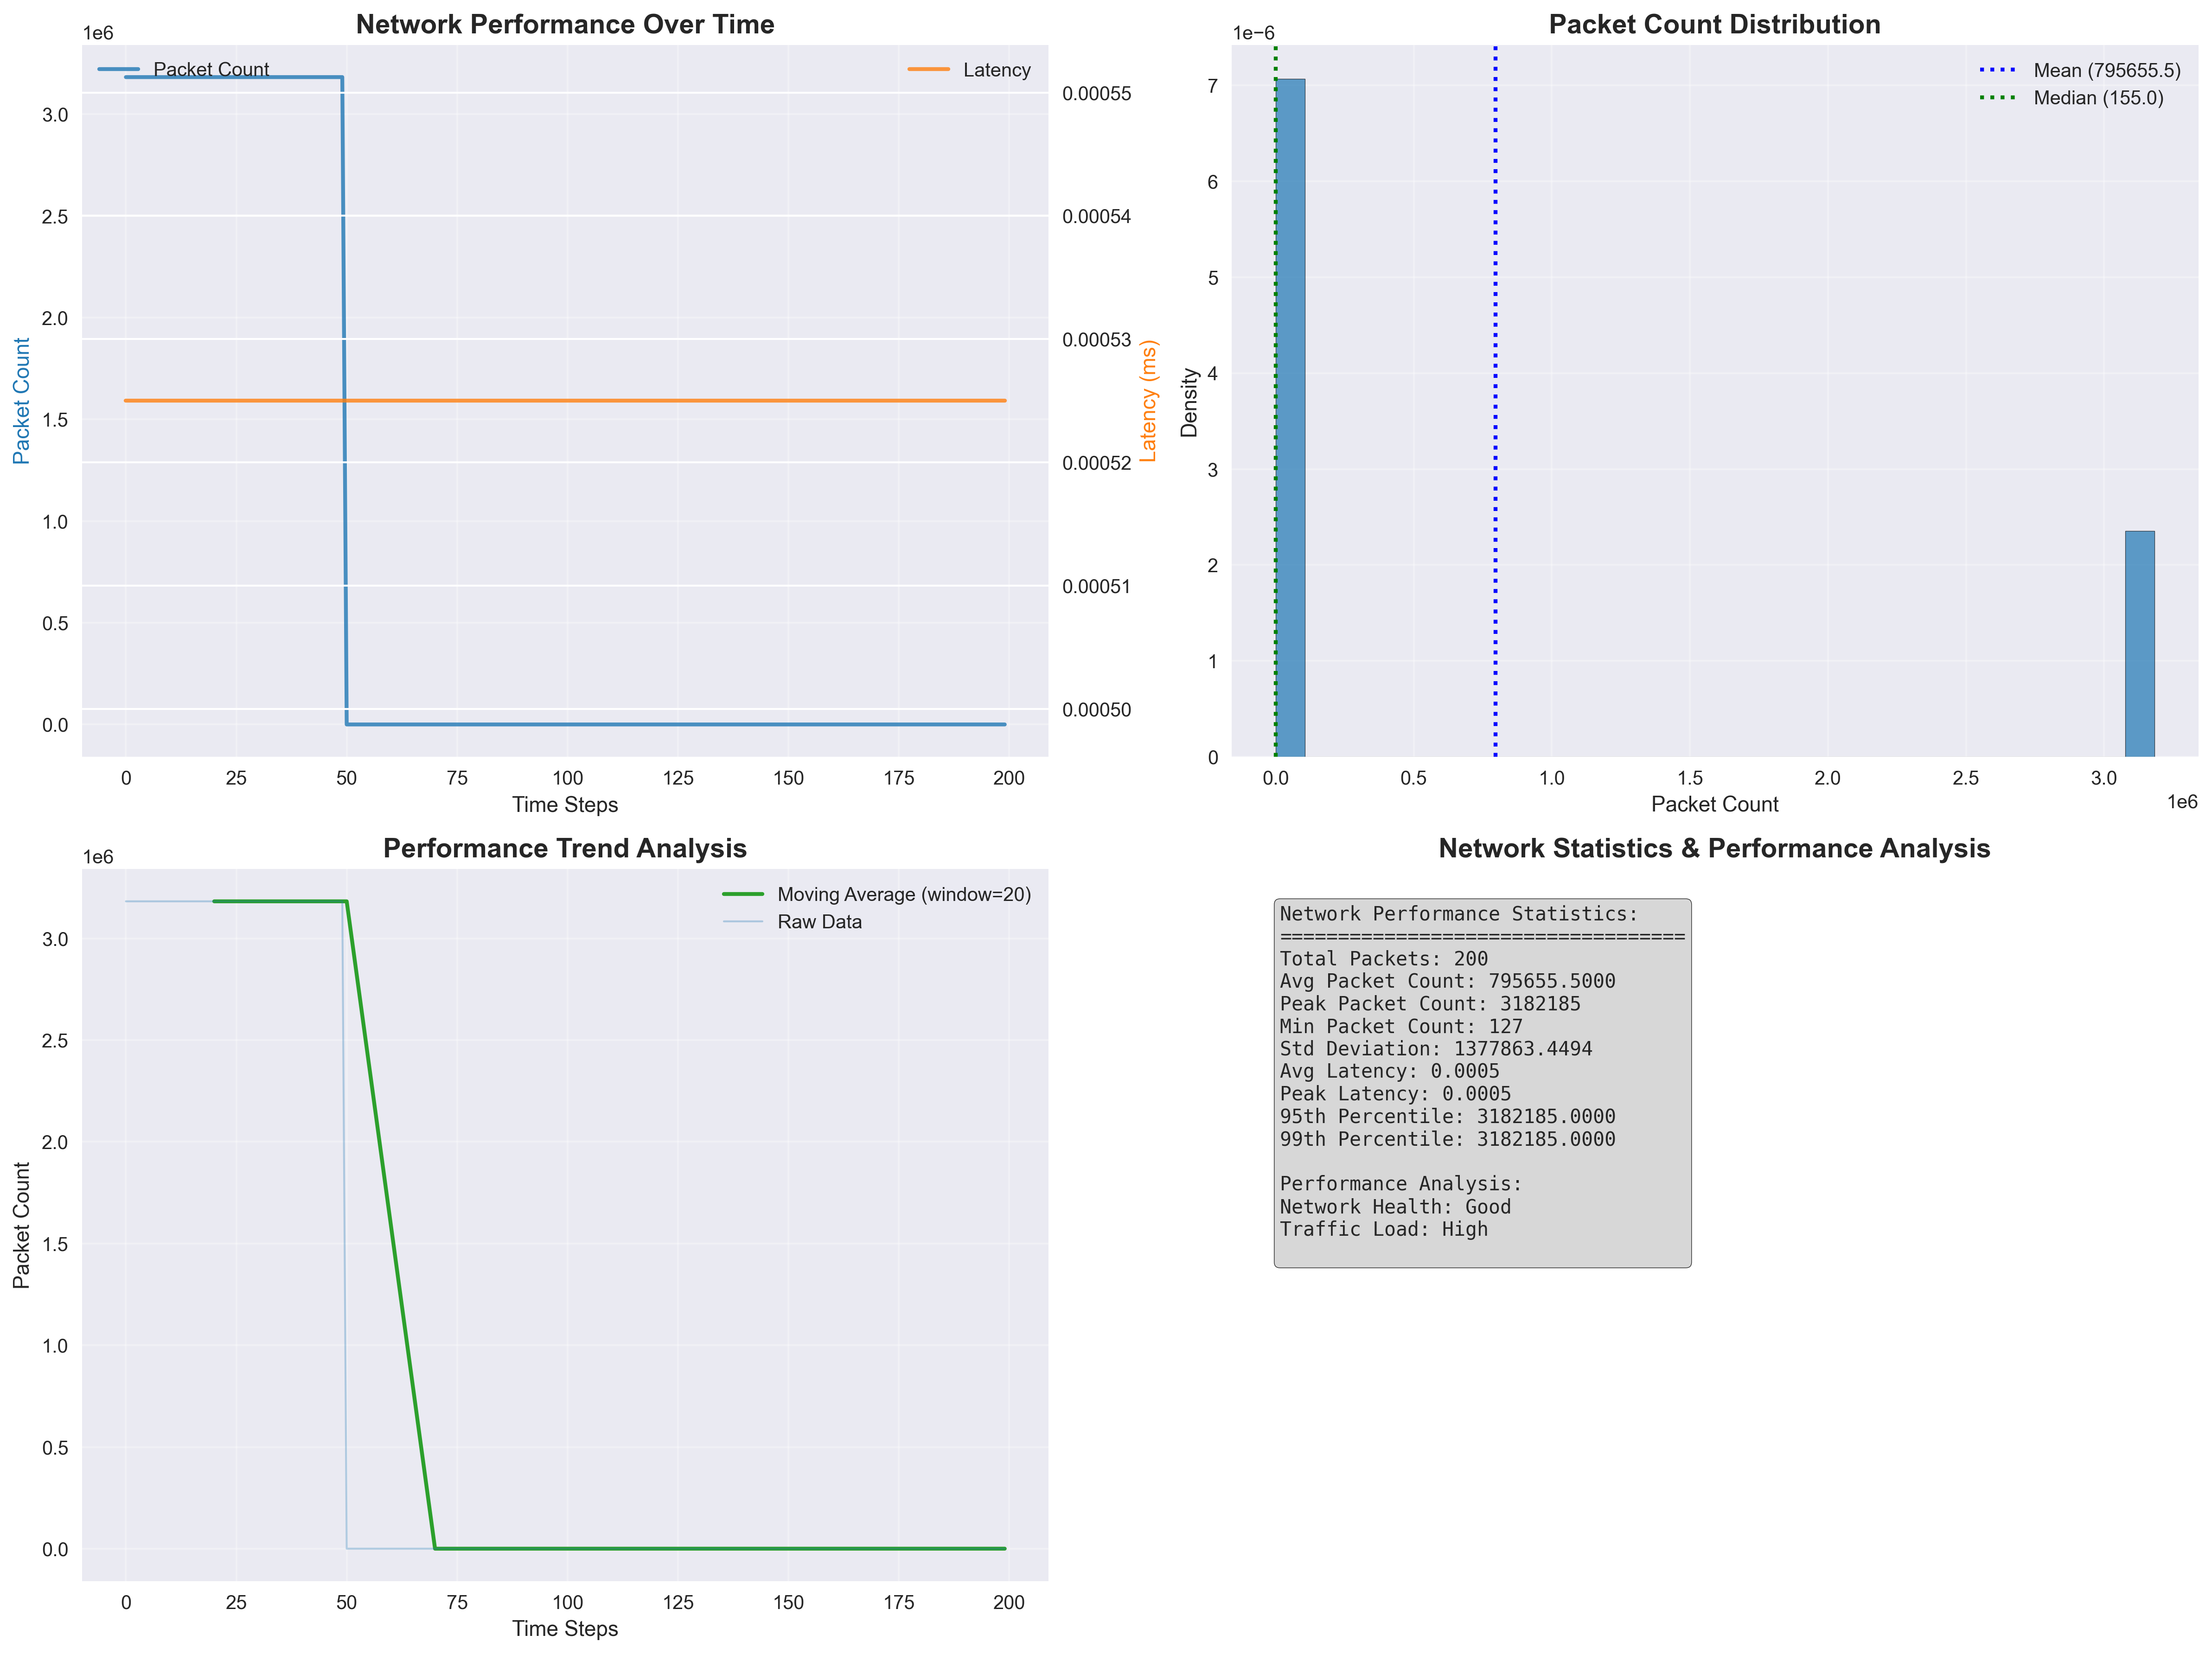 Network Performance Over Time
1e6
Packet Count
Latency
3.0
2.5
2.0
1.5
1.0
0.5
0.0
Packet Count
0.00055
0.00054
0.00053
0.00052
0.00051
0.00050
Latency (ms)
0 25 50 75 100 125 150 175 200
Time Steps
Packet Count Distribution
1e−6
Mean (795655.5)
Median (155.0)
7
6
5
4
3
2
1
0
Density
0.0 0.5 1.0 1.5 2.0 2.5 3.0
1e6
Packet Count
Performance Trend Analysis
1e6
Moving Average (window=20)
Raw Data
3.0
2.5
2.0
1.5
1.0
0.5
0.0
Packet Count
0 25 50 75 100 125 150 175 200
Time Steps
Network Statistics & Performance Analysis
Network Performance Statistics:
===================================
Total Packets: 200
Avg Packet Count: 795655.5000
Peak Packet Count: 3182185
Min Packet Count: 127
Std Deviation: 1377863.4494
Avg Latency: 0.0005
Peak Latency: 0.0005
95th Percentile: 3182185.0000
99th Percentile: 3182185.0000
Performance Analysis:
Network Health: Good
Traffic Load: High